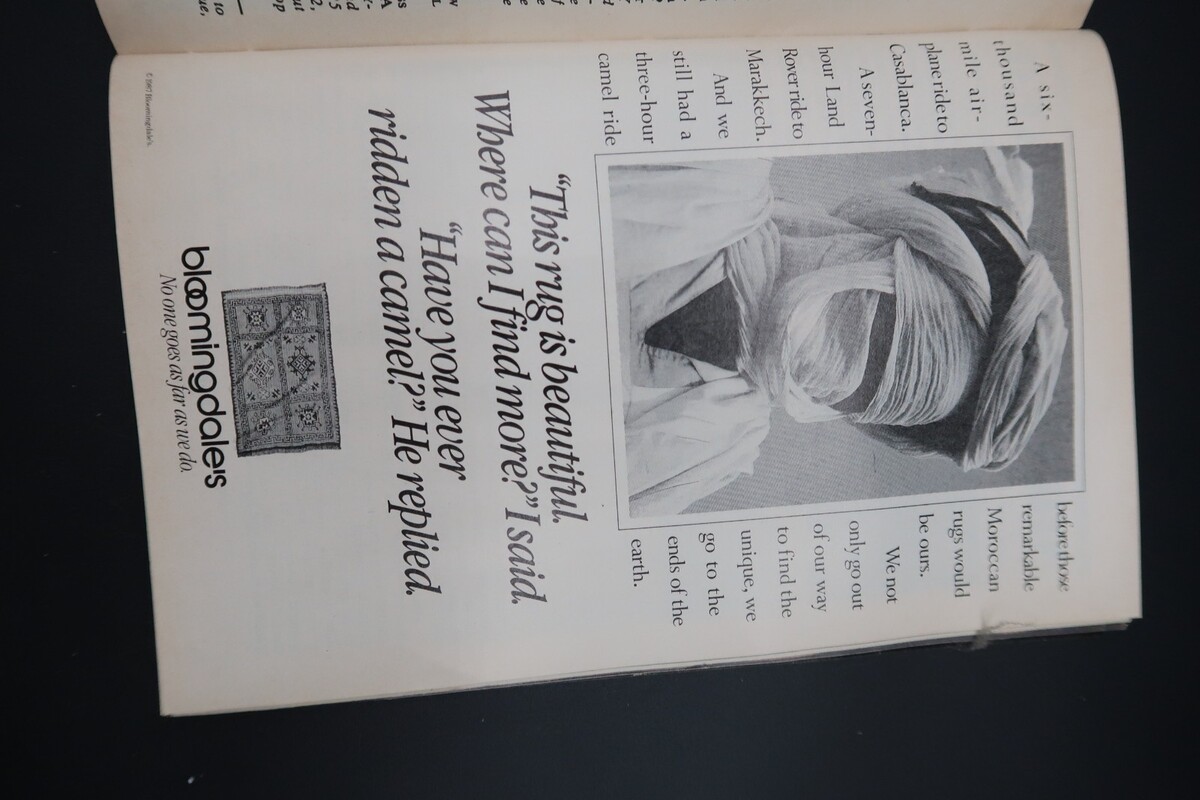 A six-
thousand
mile air-
plane ride to
Casablanca.
A seven-
hour Land
Rover ride to
Marakkech.
And we
still had a
three-hour
camel ride
before those
remarkable
Moroccan
rugs would
be ours.
We not
only go out
of our way
to find the
unique, we
go to the
ends of the
earth.
“This rug is beautiful.
Where can I find more?” I said.
“Have you ever
ridden a camel?” He replied.
bloomingdale's
No one goes as far as we do.
© 1987 Bloomingdale's.